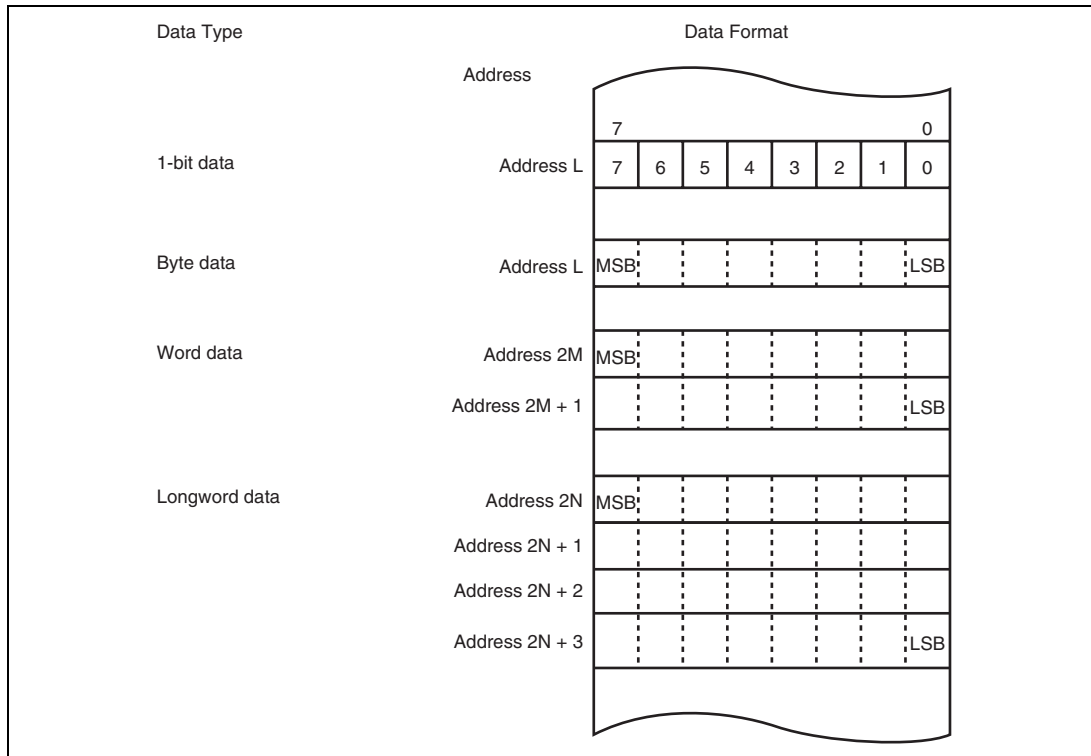 Data Type Data Format
Address
7 0
1-bit data Address L 7 6 5 4 3 2 1 0
Byte data Address L MSB LSB
Word data Address 2M MSB
Address 2M + 1 LSB
Longword data Address 2N MSB
Address 2N + 1
Address 2N + 2
Address 2N + 3 LSB